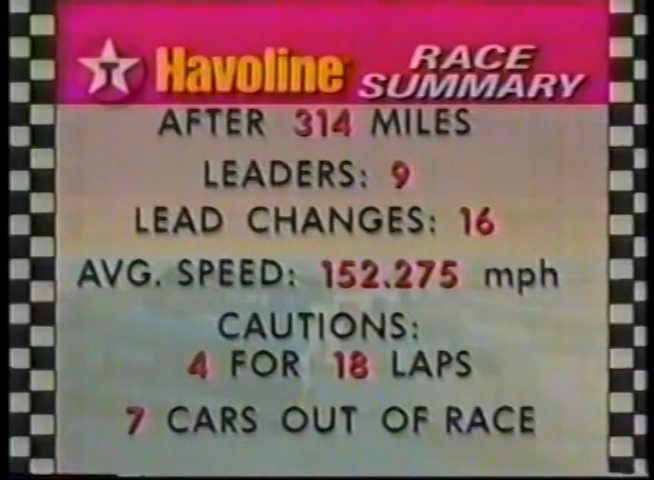 T Havoline RACE
SUMMARY
AFTER 314 MILES
LEADERS: 9
LEAD CHANGES: 16
AVG. SPEED: 152.275 mph
CAUTIONS:
4 FOR 18 LAPS
7 CARS OUT OF RACE